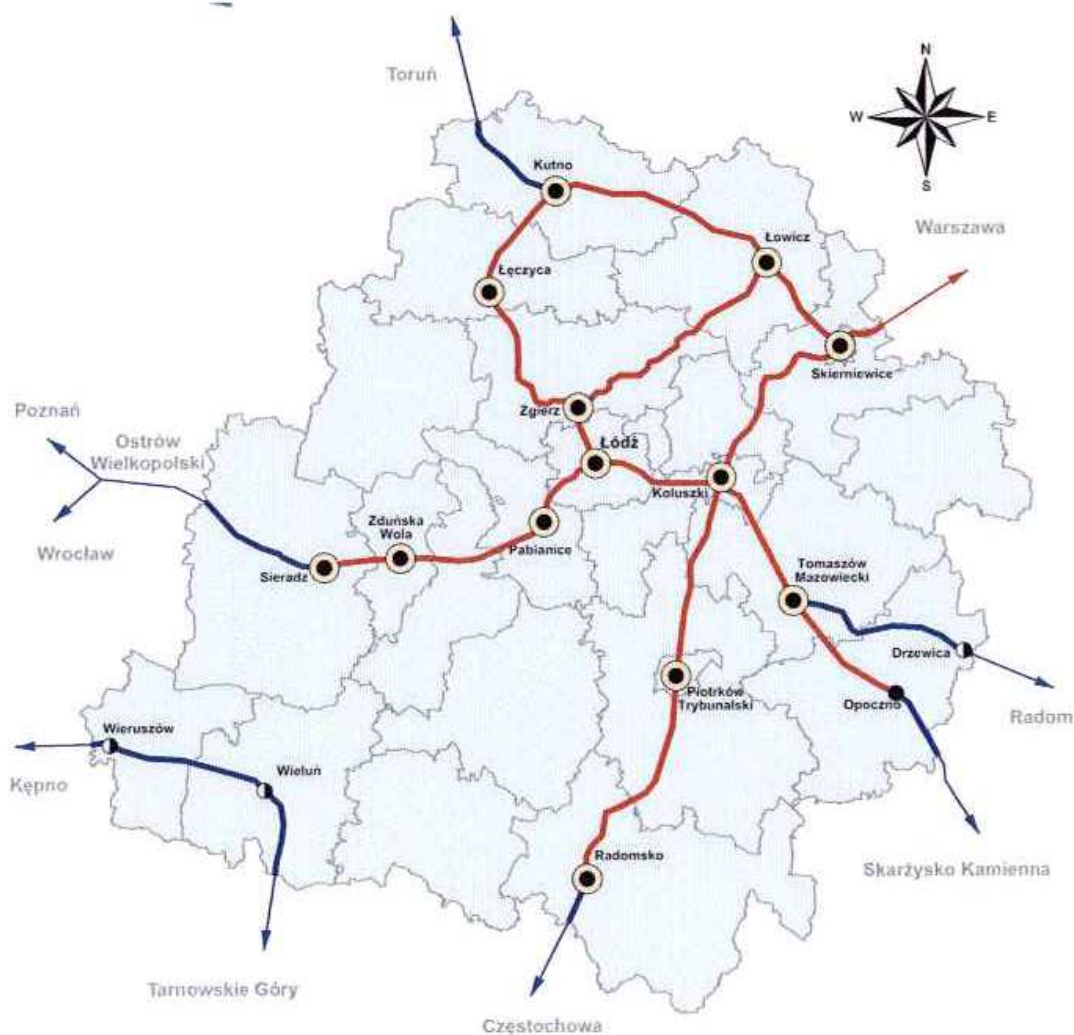 N
Toruń
W
E
Kutno
S
Warszawa
Łowicz
Łęczyca
Skierniewice
Poznań
Zgierz
Ostrów
Wielkopolski
Łódź
Koluszki
Zduńska
Wola
Wrocław
Pabianice
Sieradz
Tomaszów
Mazowiecki
Drzewica
Piotrków
Trybunalski
Opoczno
Radom
Wieruszów
Wieluń
Kępno
Radomsko
Skarżysko Kamienna
Tarnowskie Góry
Częstochowa